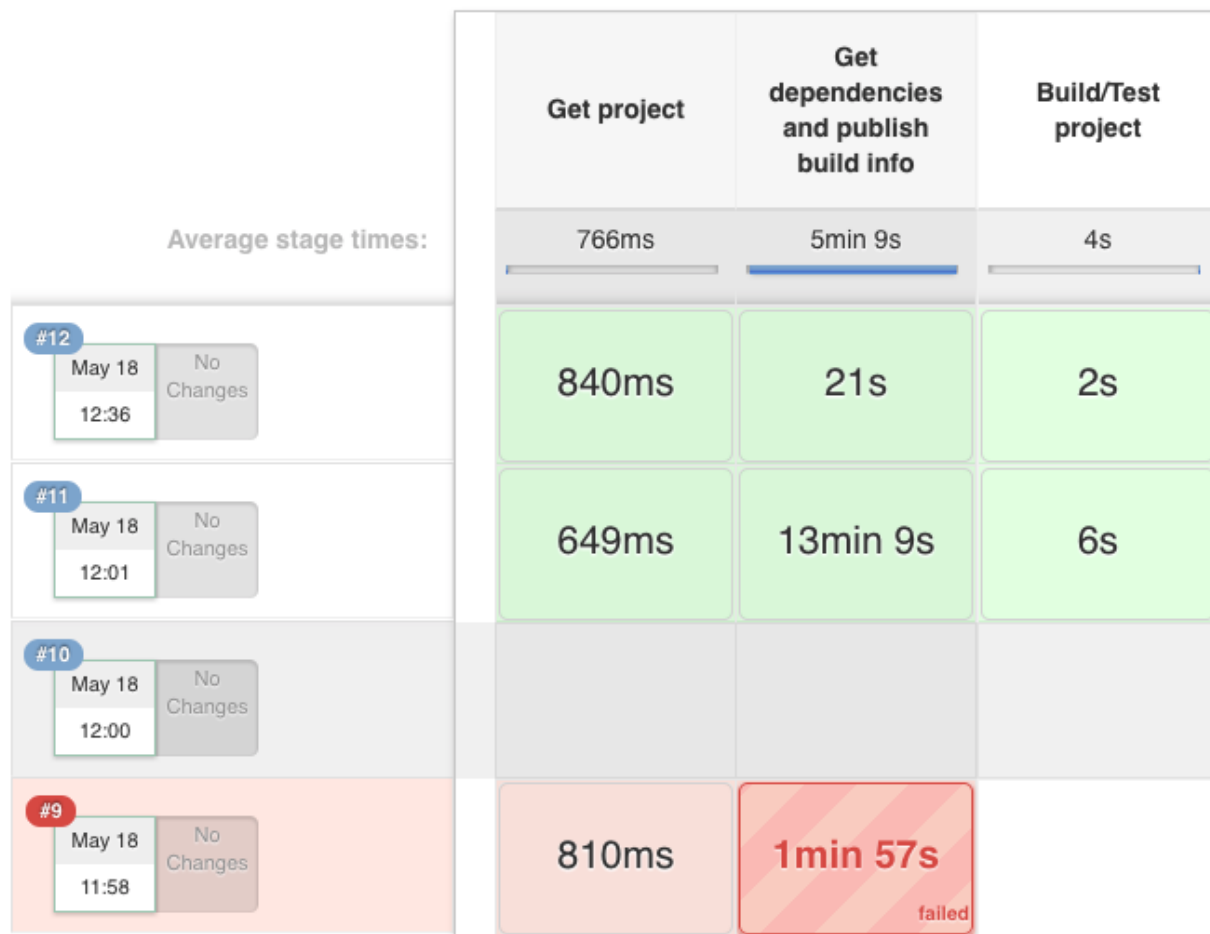 Get project
Get
dependencies
and publish
build info
Build/Test
project
Average stage times:
766ms
5min 9s
4s
#12
May 18
12:36
No
Changes
840ms
21s
2s
#11
May 18
12:01
No
Changes
649ms
13min 9s
6s
#10
May 18
12:00
No
Changes
#9
May 18
11:58
No
Changes
810ms
1min 57s
failed